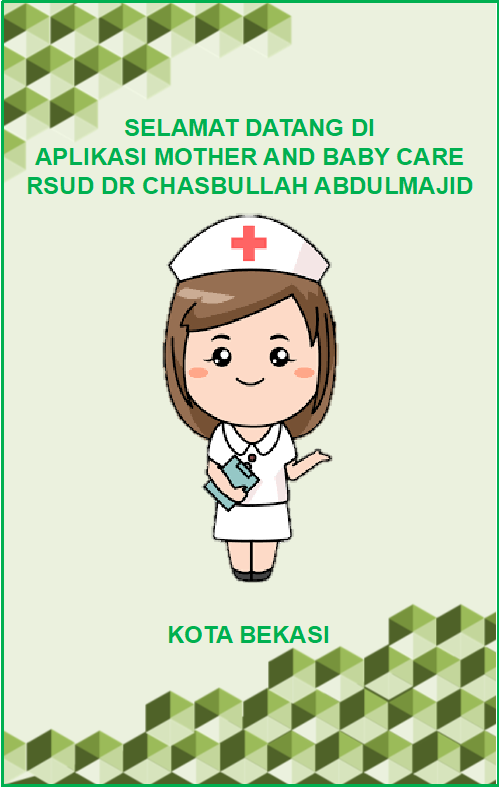 SELAMAT DATANG DI
APLIKASI MOTHER AND BABY CARE
RSUD DR CHASBULLAH ABDULMAJID
KOTA BEKASI